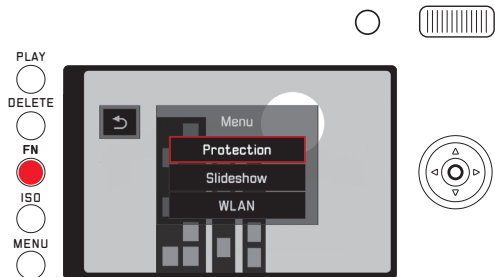 PLAY
DELETE
FN
ISO
MENU
Menu
Protection
Slideshow
WLAN